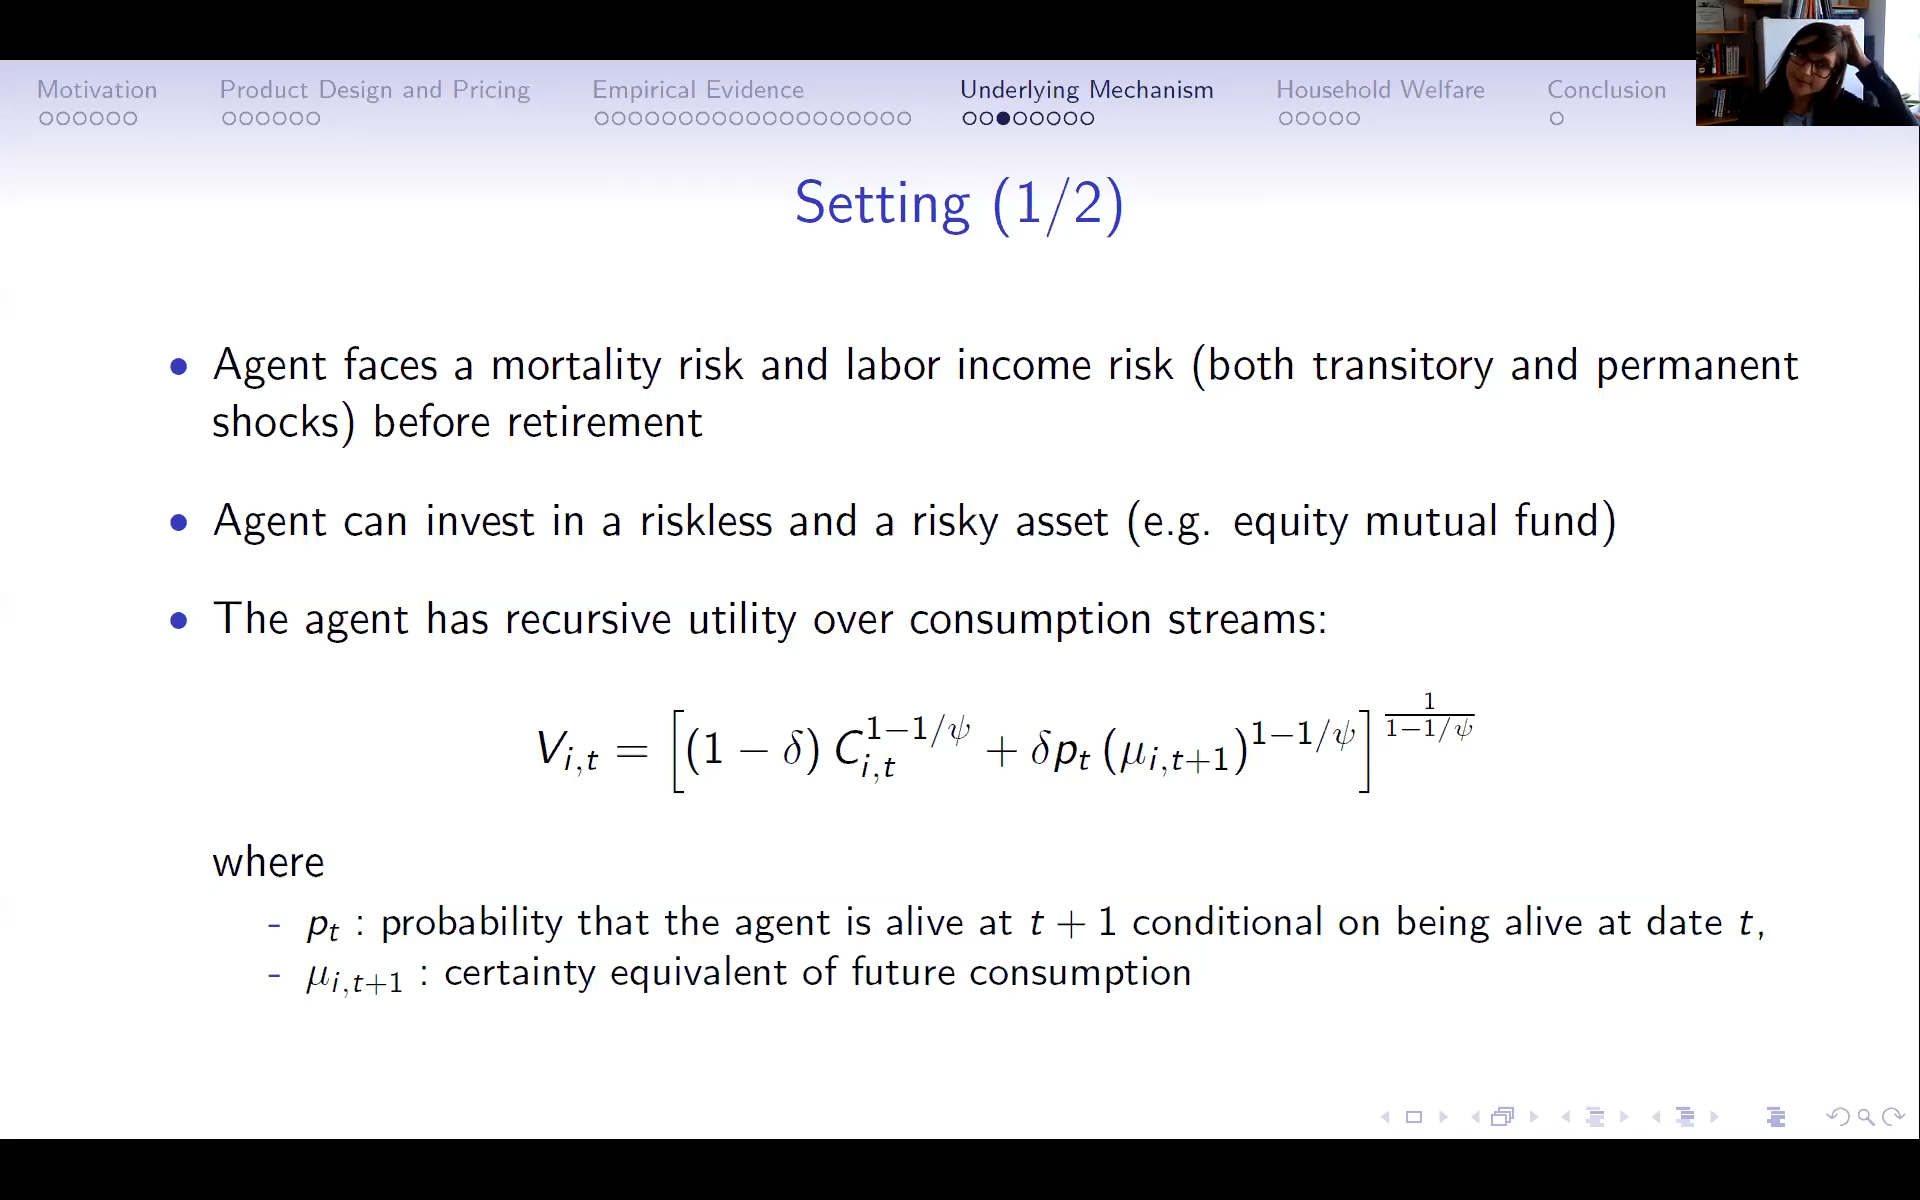 Motivation Product Design and Pricing Empirical Evidence Underlying Mechanism Household Welfare Conclusion
Setting (1/2)
• Agent faces a mortality risk and labor income risk (both transitory and permanent
shocks) before retirement
• Agent can invest in a riskless and a risky asset (e.g. equity mutual fund)
• The agent has recursive utility over consumption streams:
V_{i,t} = [(1 − δ) C_{i,t}^{1−1/ψ} + δp_t (μ_{i,t+1})^{1−1/ψ}]^{\frac{1}{1−1/ψ}}
where
- p_t : probability that the agent is alive at t + 1 conditional on being alive at date t,
- μ_{i,t+1} : certainty equivalent of future consumption